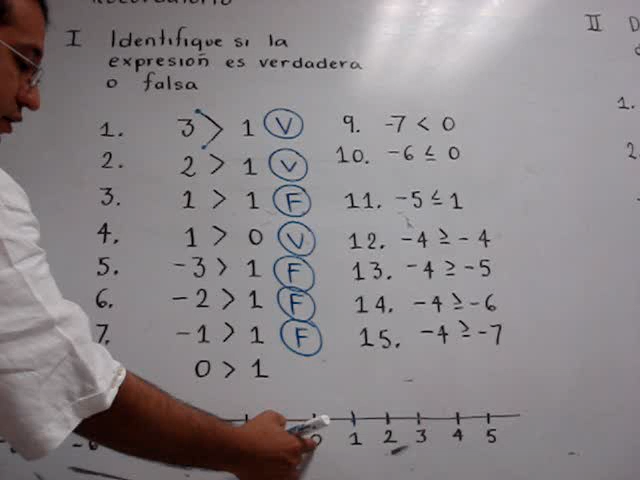 I Identifique si la
expresión es verdadera
o falsa
1. 3 > 1 V
2. 2 > 1 V
3. 1 > 1 F
4. 1 > 0 V
5. -3 > 1 F
6. -2 > 1 F
7. -1 > 1 F
0 > 1
9. -7 < 0
10. -6 ≤ 0
11. -5 ≤ 1
12. -4 ≥ -4
13. -4 ≥ -5
14. -4 ≥ -6
15. -4 ≥ -7
II D
1.
2
0 1 2 3 4 5